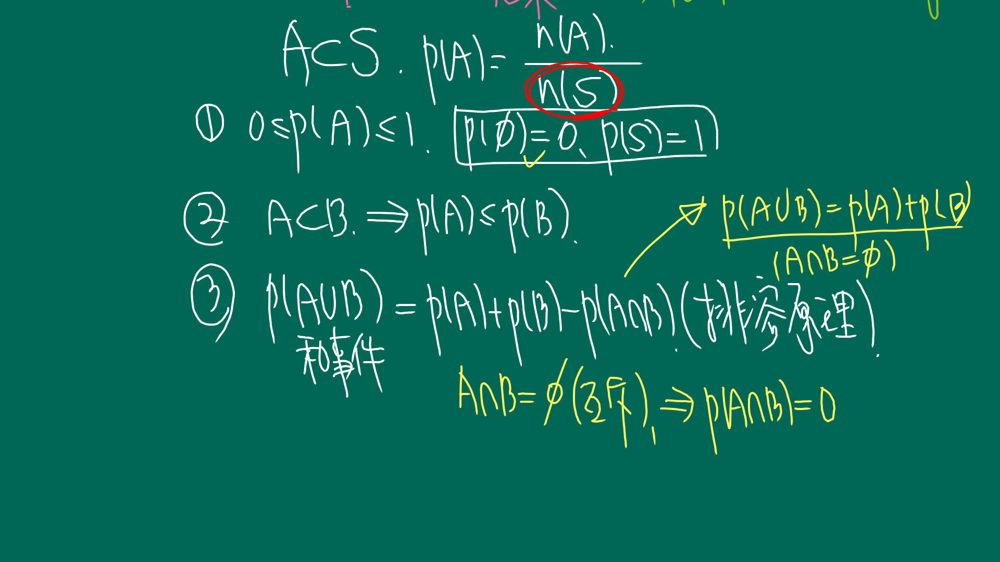 A⊂S. p(A)= n(A). / n(S)
① 0≤p(A)≤1. p(∅)=0、p(S)=1
② A⊂B. ⇒ p(A)≤p(B).
p(A∪B)=p(A)+p(B)
(A∩B=∅)
③ p(A∪B)=p(A)+p(B)-p(A∩B).(排容原理).
和事件
A∩B=∅(互斥), ⇒ p(A∩B)=0